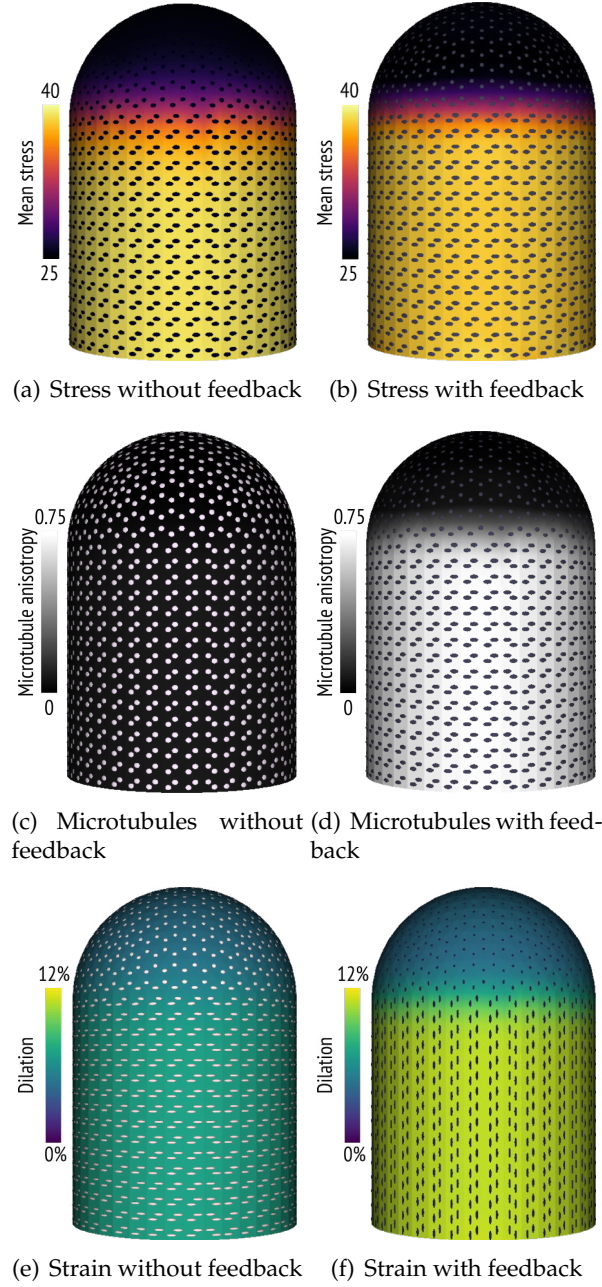 40
Mean stress
25
40
Mean stress
25
(a) Stress without feedback
(b) Stress with feedback
0.75
Microtubule anisotropy
0
0.75
Microtubule anisotropy
0
(c) Microtubules without
feedback
(d) Microtubules with feed-
back
12%
Dilation
0%
12%
Dilation
0%
(e) Strain without feedback
(f) Strain with feedback